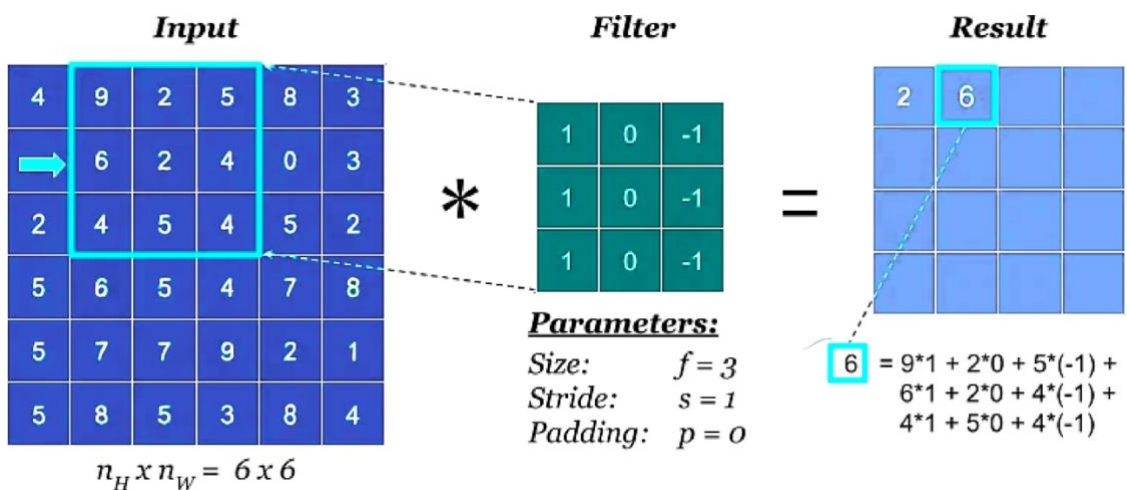 Input Filter Result
4 9 2 5 8 3
6 2 4 0 3
2 4 5 4 5 2
5 6 5 4 7 8
5 7 7 9 2 1
5 8 5 3 8 4
n_H x n_W = 6 x 6
*
1 0 -1
1 0 -1
1 0 -1
Parameters:
Size: f = 3
Stride: s = 1
Padding: p = 0
=
2 6
6 = 9*1 + 2*0 + 5*(-1) +
6*1 + 2*0 + 4*(-1) +
4*1 + 5*0 + 4*(-1)